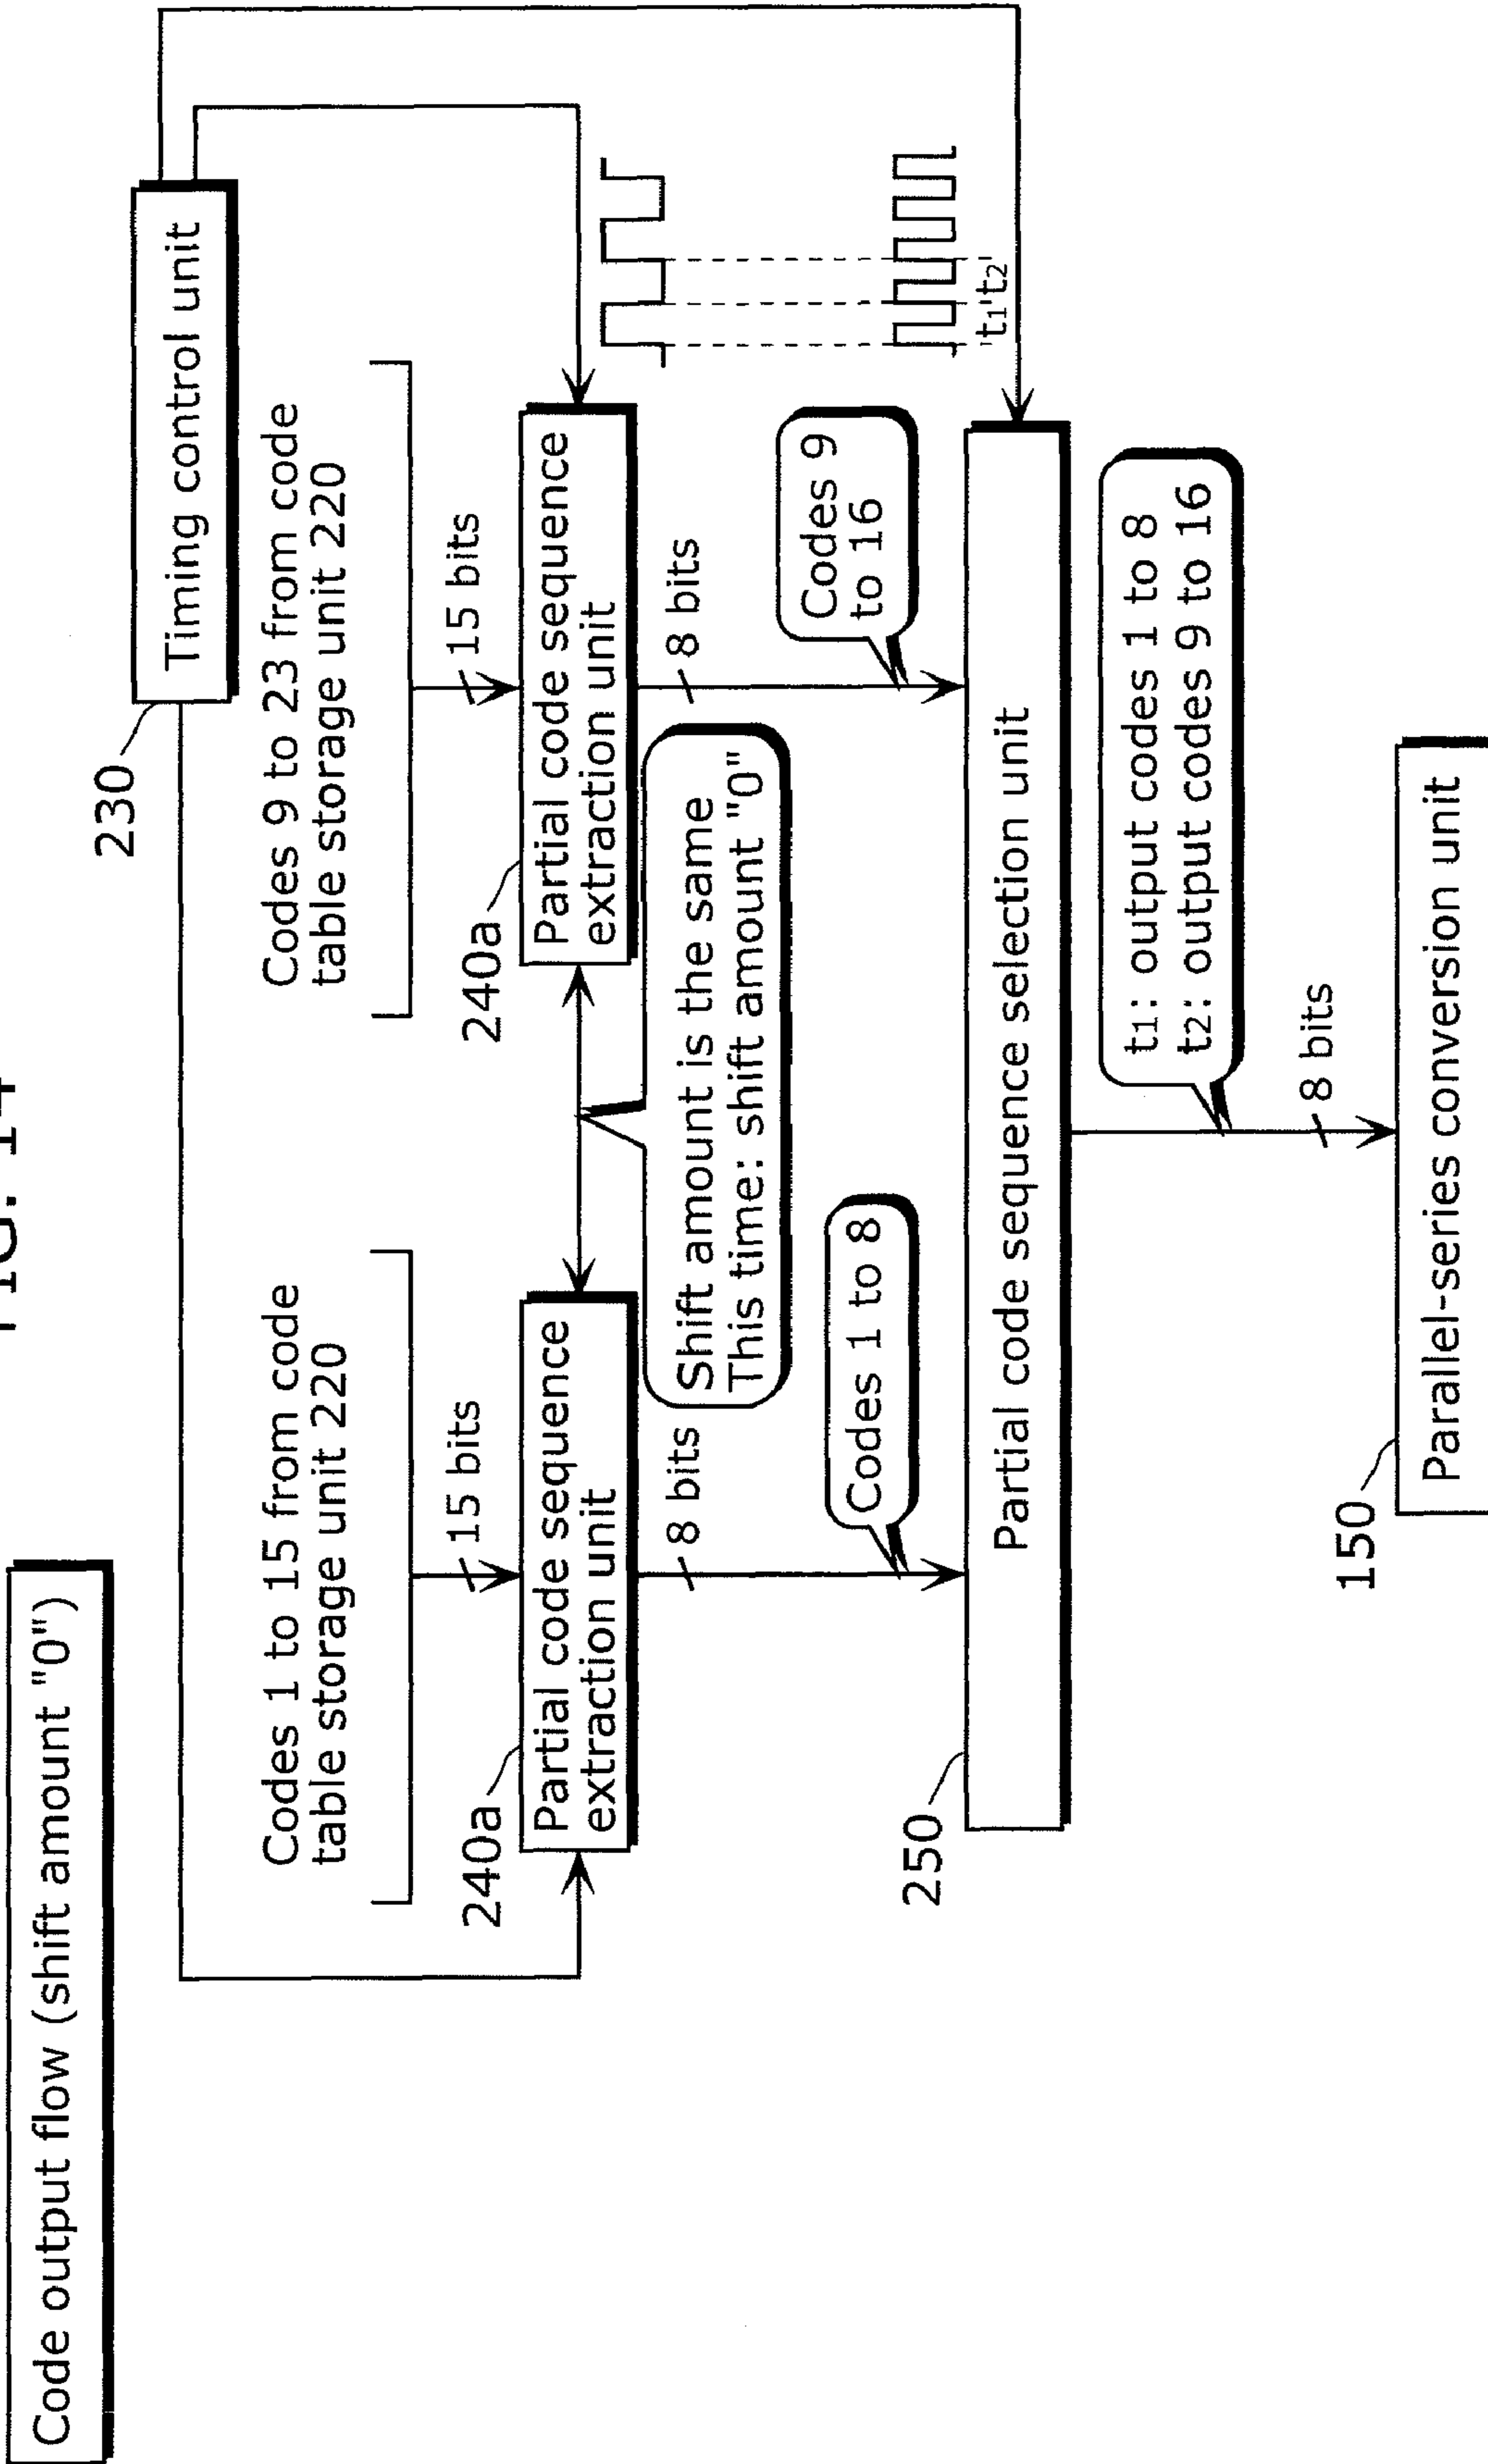 FIG. 14
Code output flow (shift amount "0")
230
Timing control unit
Codes 1 to 15 from code
table storage unit 220
Codes 9 to 23 from code
table storage unit 220
15 bits
15 bits
240a
Partial code sequence
extraction unit
240a
Partial code sequence
extraction unit
8 bits
Shift amount is the same
This time: shift amount "0"
8 bits
Codes 1 to 8
Codes 9
to 16
t1 t2
250
Partial code sequence selection unit
t1: output codes 1 to 8
t2: output codes 9 to 16
8 bits
150
Parallel-series conversion unit